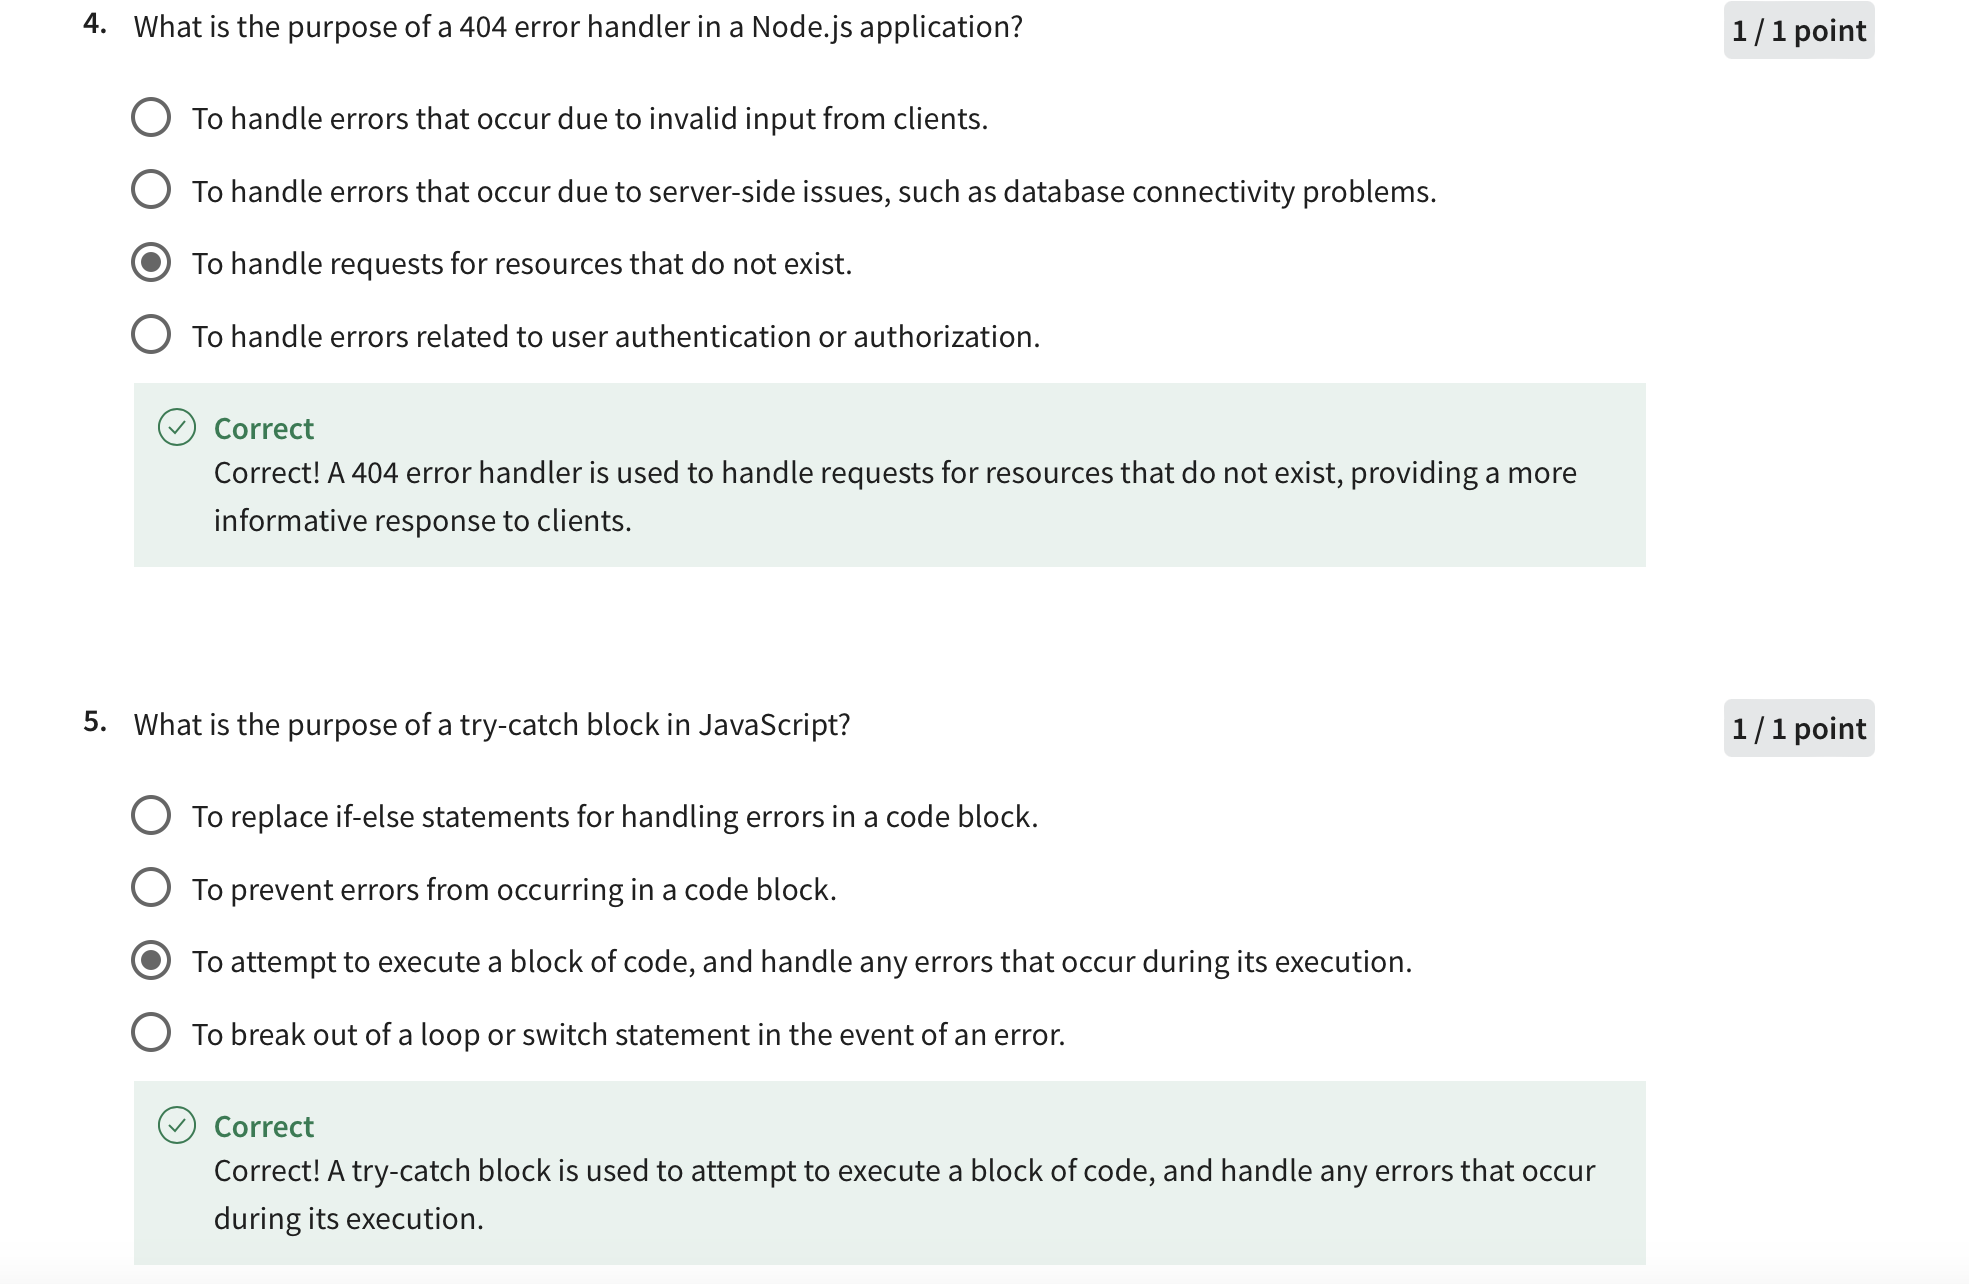 4. What is the purpose of a 404 error handler in a Node.js application?
1 / 1 point
To handle errors that occur due to invalid input from clients.
To handle errors that occur due to server-side issues, such as database connectivity problems.
To handle requests for resources that do not exist.
To handle errors related to user authentication or authorization.
Correct
Correct! A 404 error handler is used to handle requests for resources that do not exist, providing a more
informative response to clients.
5. What is the purpose of a try-catch block in JavaScript?
1 / 1 point
To replace if-else statements for handling errors in a code block.
To prevent errors from occurring in a code block.
To attempt to execute a block of code, and handle any errors that occur during its execution.
To break out of a loop or switch statement in the event of an error.
Correct
Correct! A try-catch block is used to attempt to execute a block of code, and handle any errors that occur
during its execution.